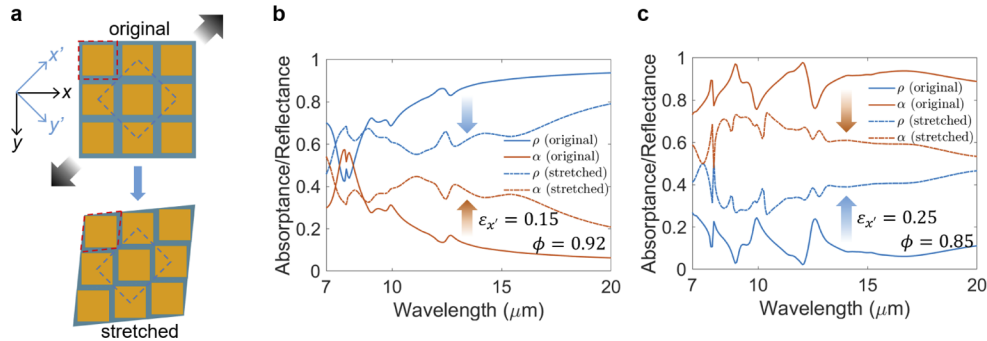 a
original
x'
x
y'
y
stretched
b
Absorptance/Reflectance
1
0.8
0.6
0.4
0.2
0
ρ (original)
α (original)
ρ (stretched)
α (stretched)
εx′ = 0.15
ϕ = 0.92
7 10 15 20
Wavelength (μm)
c
Absorptance/Reflectance
1
0.8
0.6
0.4
0.2
0
ρ (original)
α (original)
ρ (stretched)
α (stretched)
εx′ = 0.25
ϕ = 0.85
7 10 15 20
Wavelength (μm)